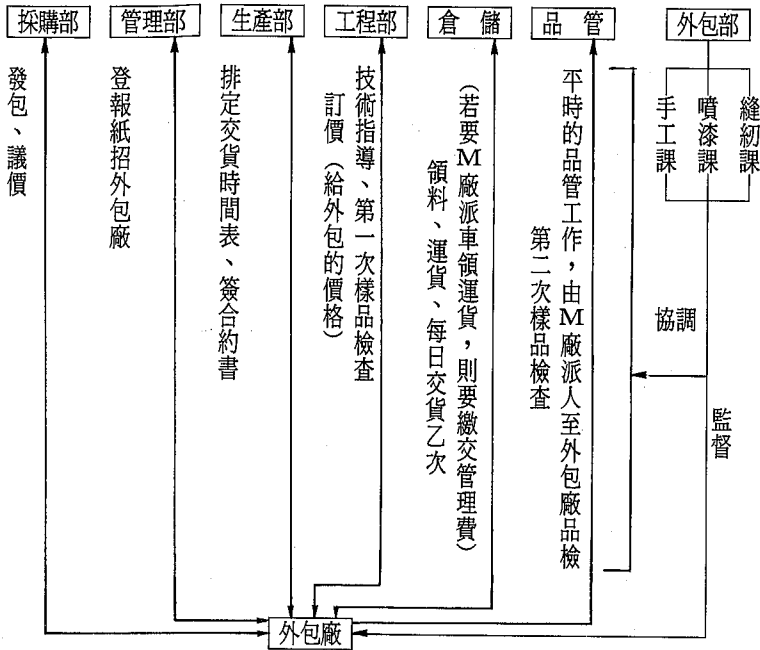 採購部
管理部
生產部
工程部
倉儲
品管
外包部
縫紉課
噴漆課
手工課
平時的品管工作，由M廠派人至外包廠品檢
第二次樣品檢查
（若要M廠派車領運貨，則要繳交管理費）
領料、運貨、每日交貨乙次
技術指導、第一次樣品檢查
訂價（給外包的價格）
排定交貨時間表、簽合約書
登報紙招外包廠
發包、議價
協調
監督
外包廠